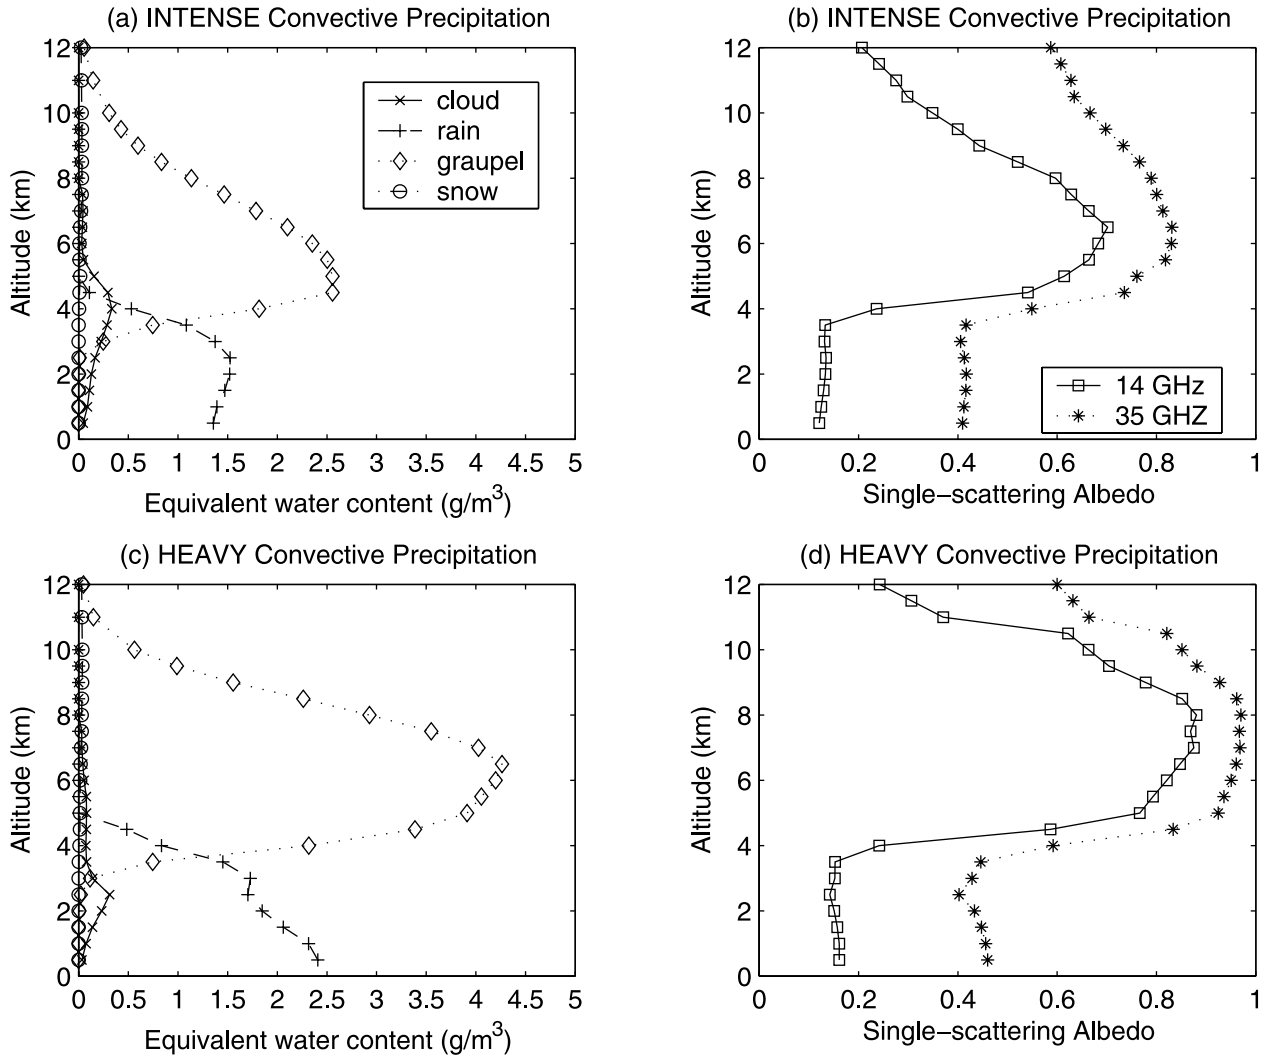 (a) INTENSE Convective Precipitation
12
10
8
6
4
2
0
Altitude (km)
cloud
rain
graupel
snow
0 0.5 1 1.5 2 2.5 3 3.5 4 4.5 5
Equivalent water content (g/m³)
(b) INTENSE Convective Precipitation
12
10
8
6
4
2
0
Altitude (km)
14 GHz
35 GHZ
0 0.2 0.4 0.6 0.8 1
Single−scattering Albedo
(c) HEAVY Convective Precipitation
12
10
8
6
4
2
0
Altitude (km)
0 0.5 1 1.5 2 2.5 3 3.5 4 4.5 5
Equivalent water content (g/m³)
(d) HEAVY Convective Precipitation
12
10
8
6
4
2
0
Altitude (km)
0 0.2 0.4 0.6 0.8 1
Single−scattering Albedo